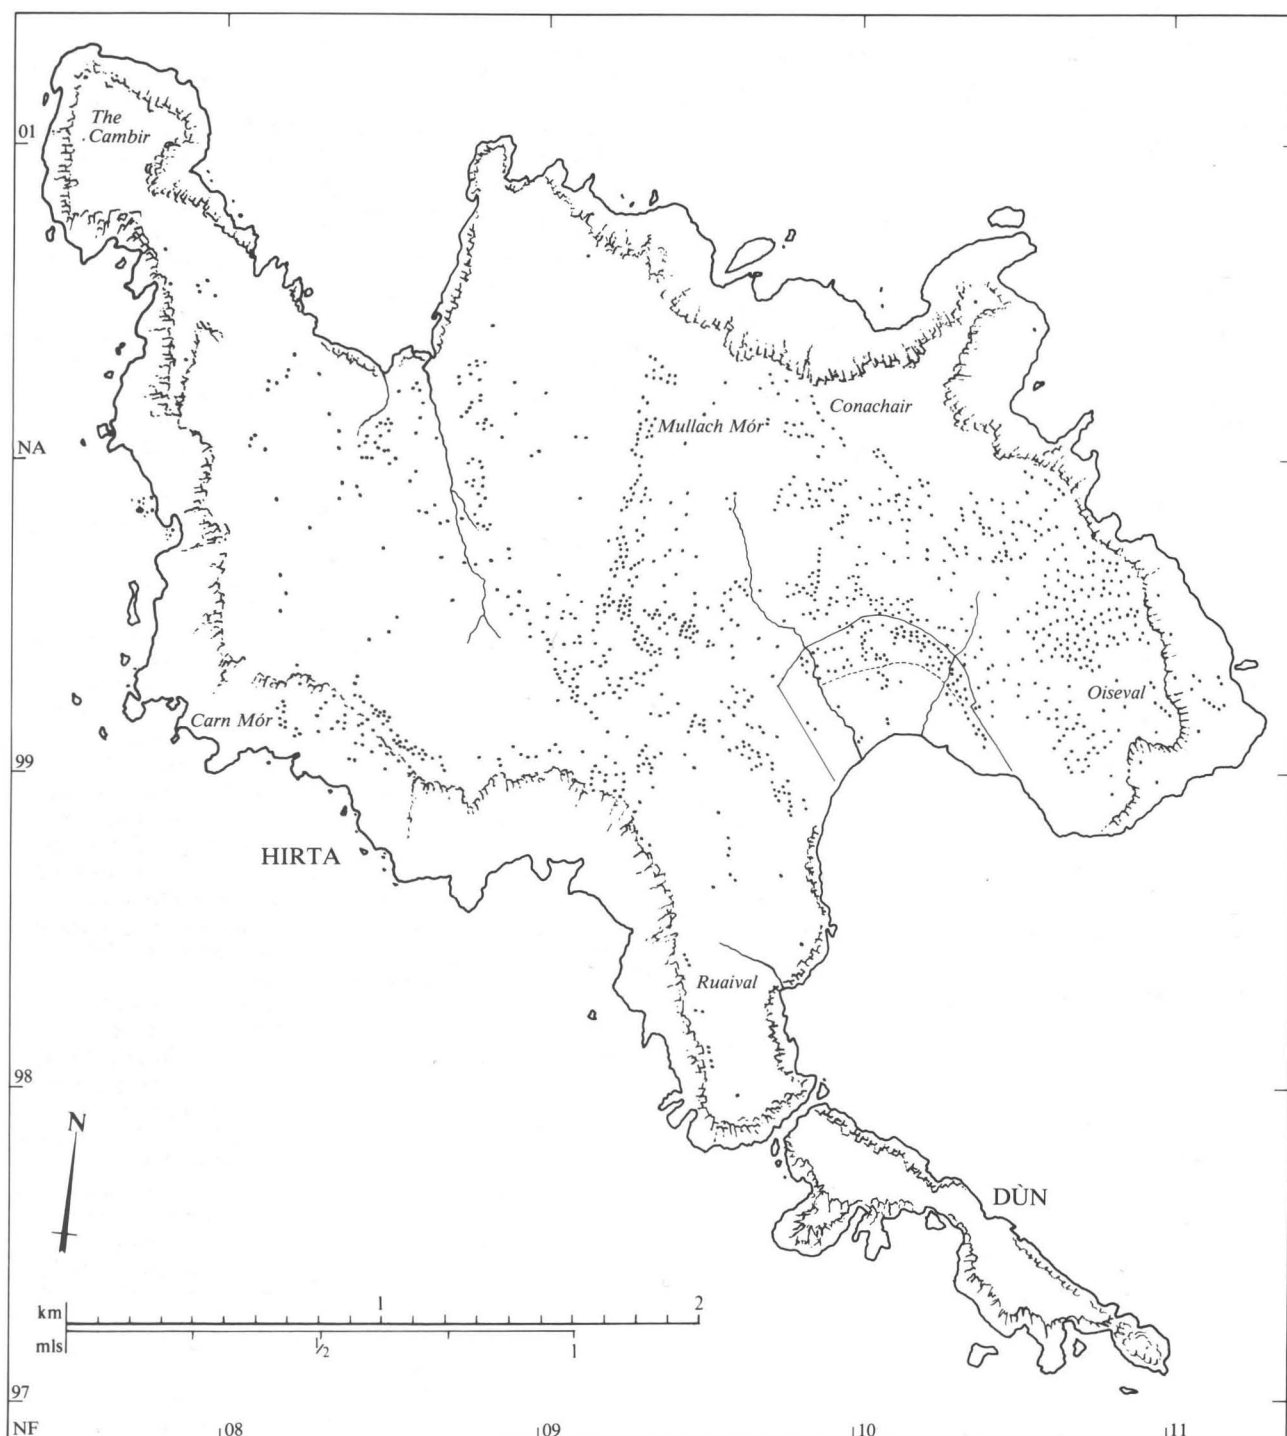 The
Cambir
01
Conachair
Mullach Mór
NA
Oiseval
Carn Mór
99
HIRTA
Ruaival
98
N
DÙN
1
2
km
mls
½
1
97
NF
08
09
10
11